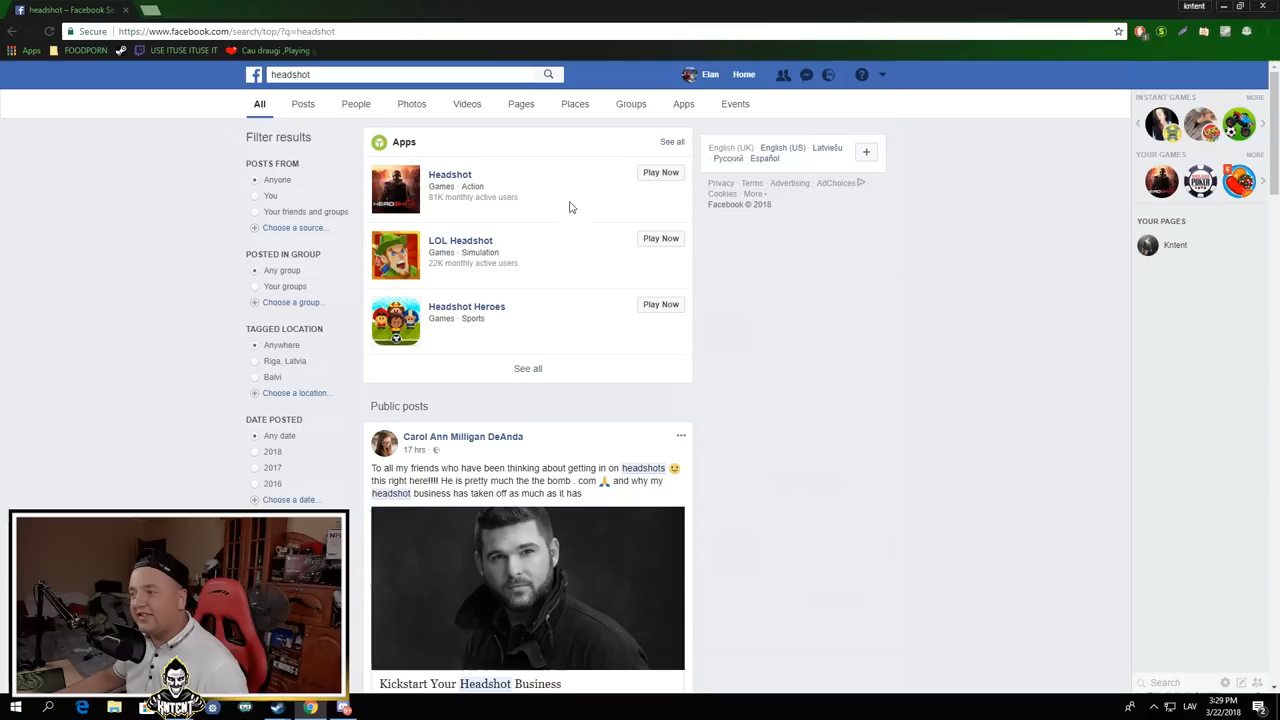 headshot – Facebook Se
kntent
Secure
https://www.facebook.com/search/top/?q=headshot
Apps
FOODPORN
USE ITUSE ITUSE IT
Cau draugi ,Playing
headshot
Elan
Home
All
Posts
People
Photos
Videos
Pages
Places
Groups
Apps
Events
Filter results
POSTS FROM
Anyone
You
Your friends and groups
Choose a source...
POSTED IN GROUP
Any group
Your groups
Choose a group...
TAGGED LOCATION
Anywhere
Riga, Latvia
Balvi
Choose a location...
DATE POSTED
Any date
2018
2017
2016
Choose a date...
Apps
See all
Headshot
Games · Action
81K monthly active users
Play Now
LOL Headshot
Games · Simulation
22K monthly active users
Play Now
Headshot Heroes
Games · Sports
Play Now
See all
Public posts
Carol Ann Milligan DeAnda
17 hrs ·
To all my friends who have been thinking about getting in on headshots
this right here!!!! He is pretty much the the bomb . com 🙏 and why my
headshot business has taken off as much as it has
Kickstart Your Headshot Business
English (UK) · English (US) · Latviešu
· Русский · Español
Privacy · Terms · Advertising · AdChoices
Cookies · More
Facebook © 2018
INSTANT GAMES
MORE
YOUR GAMES
MORE
YOUR PAGES
Kntent
Search
KNTENT
LAV
3:29 PM
3/22/2018